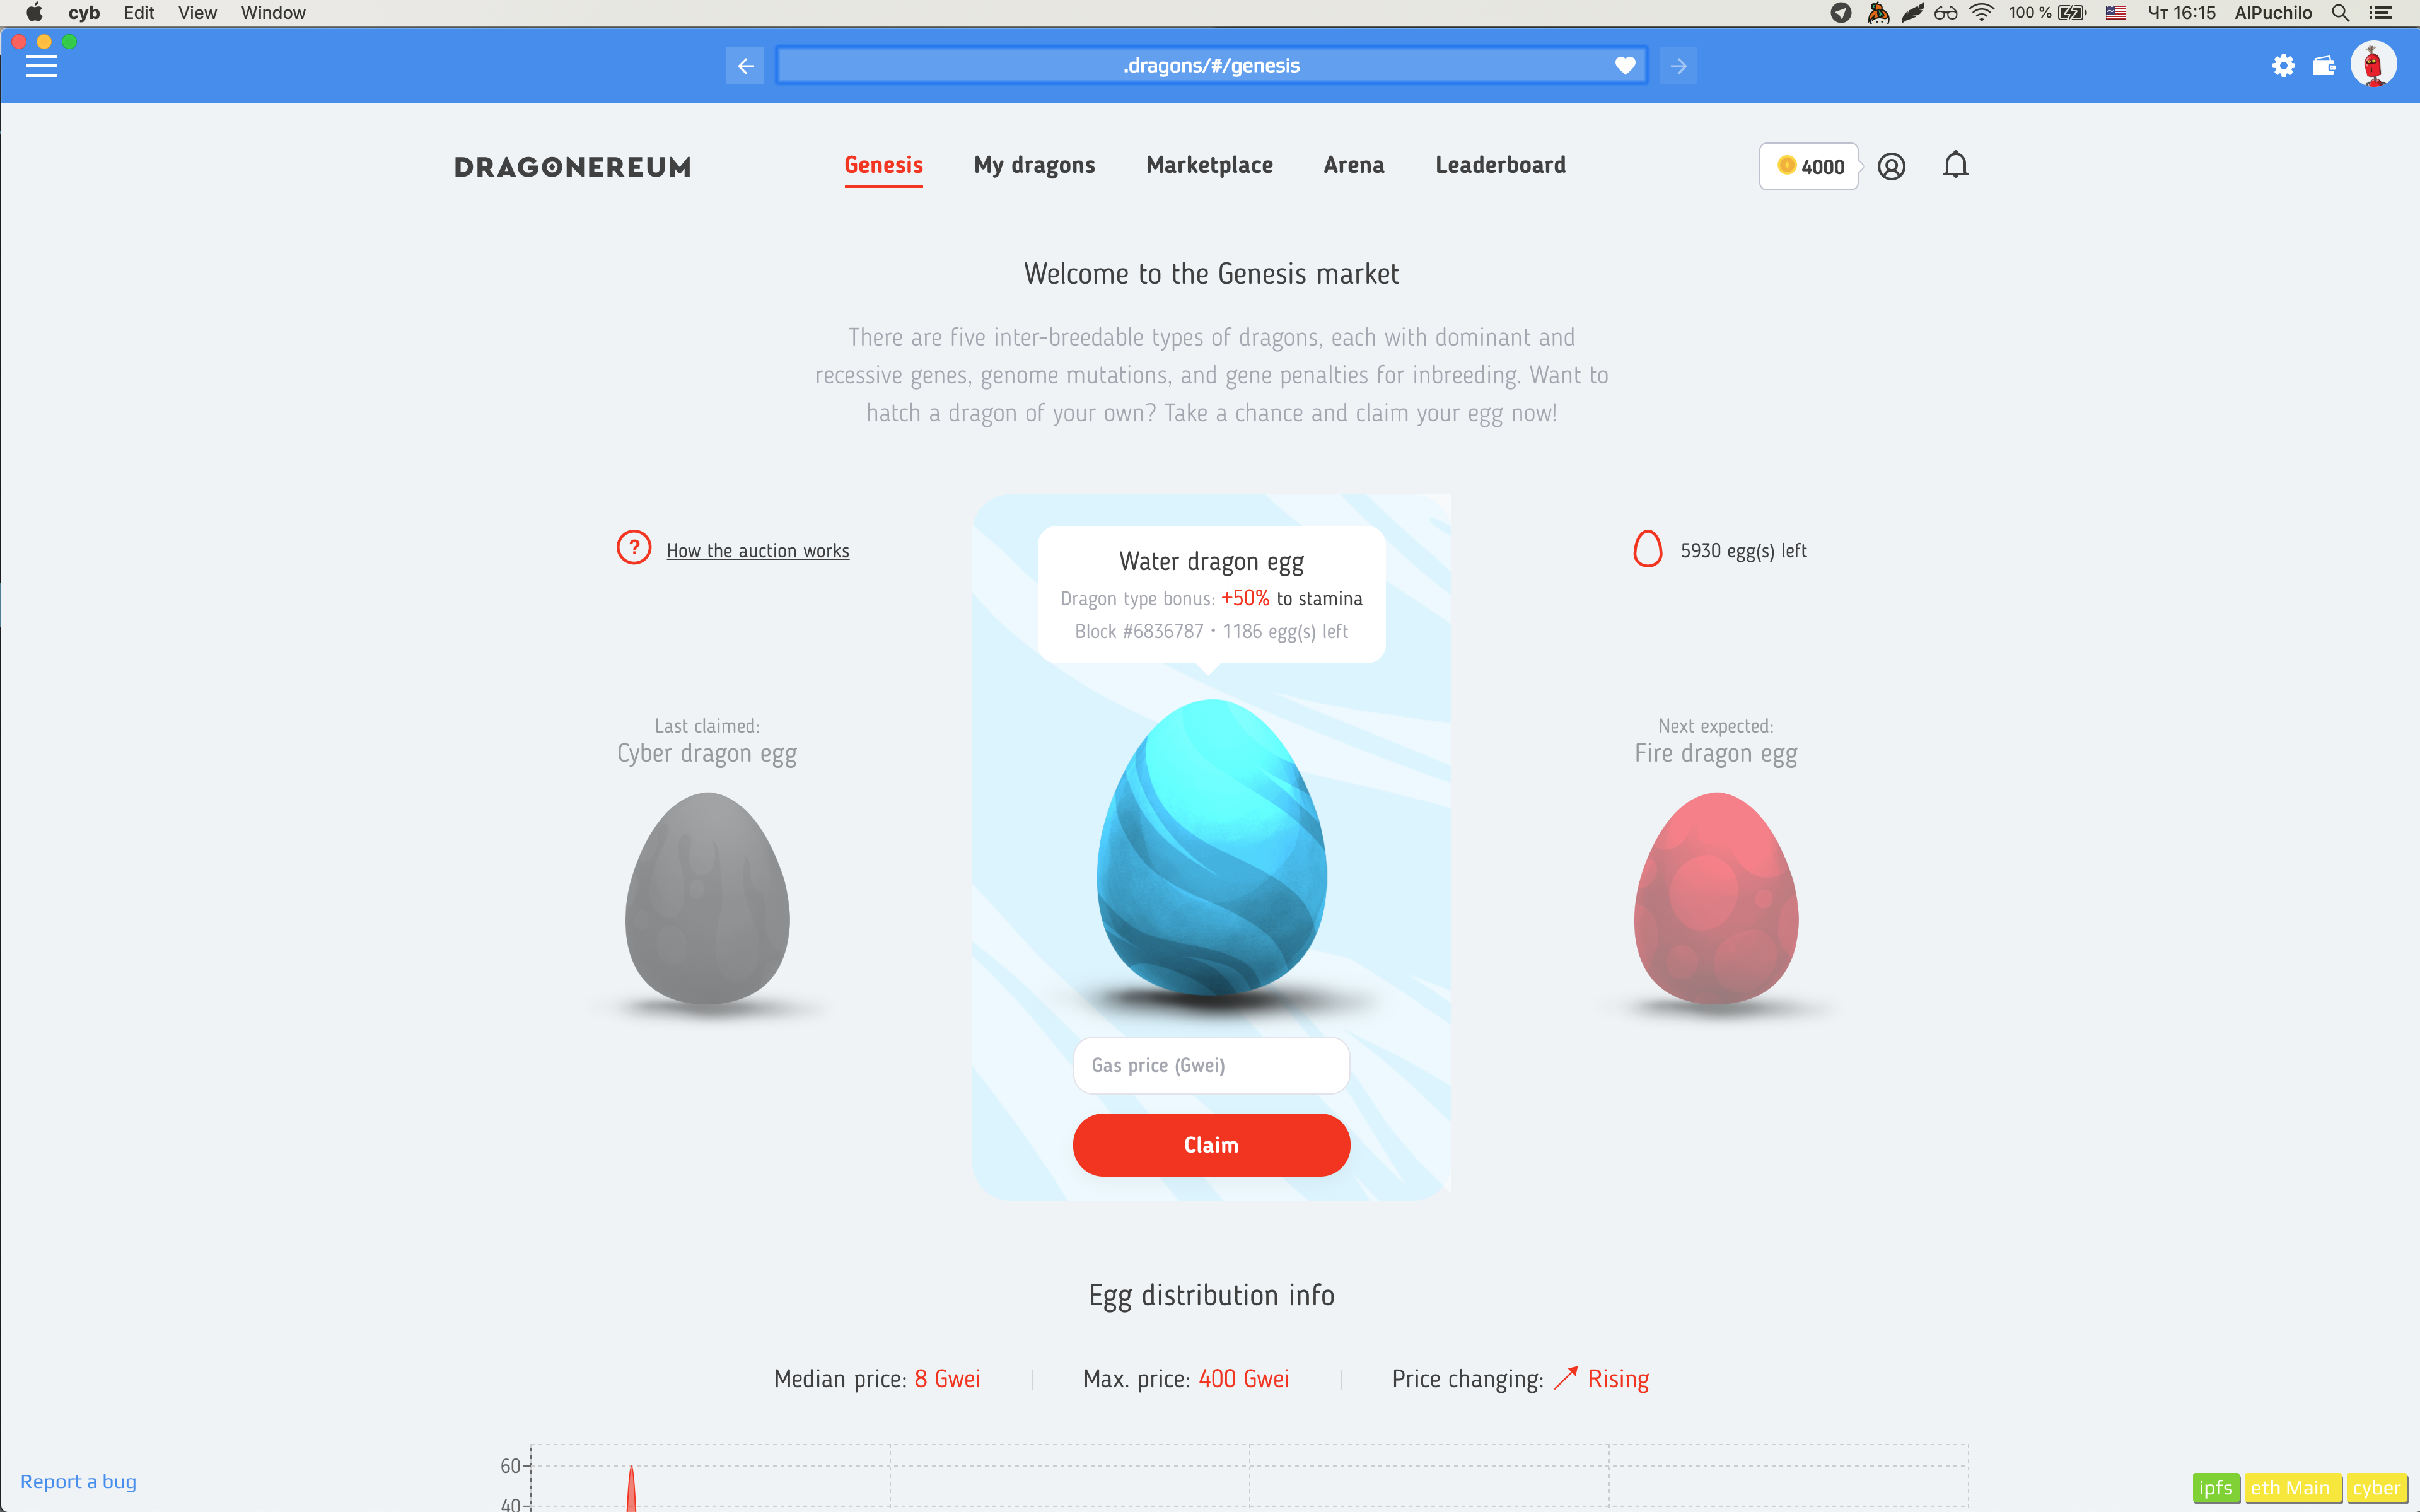 cyb Edit View Window 100 % Чт 16:15 AlPuchilo
.dragons/#/genesis
DRAGONEREUM Genesis My dragons Marketplace Arena Leaderboard 4000
Welcome to the Genesis market
There are five inter-breedable types of dragons, each with dominant and
recessive genes, genome mutations, and gene penalties for inbreeding. Want to
hatch a dragon of your own? Take a chance and claim your egg now!
? How the auction works
5930 egg(s) left
Water dragon egg
Dragon type bonus: +50% to stamina
Block #6836787 • 1186 egg(s) left
Last claimed:
Cyber dragon egg
Next expected:
Fire dragon egg
Gas price (Gwei)
Claim
Egg distribution info
Median price: 8 Gwei
Max. price: 400 Gwei
Price changing: Rising
60
40
Report a bug
ipfs eth Main cyber